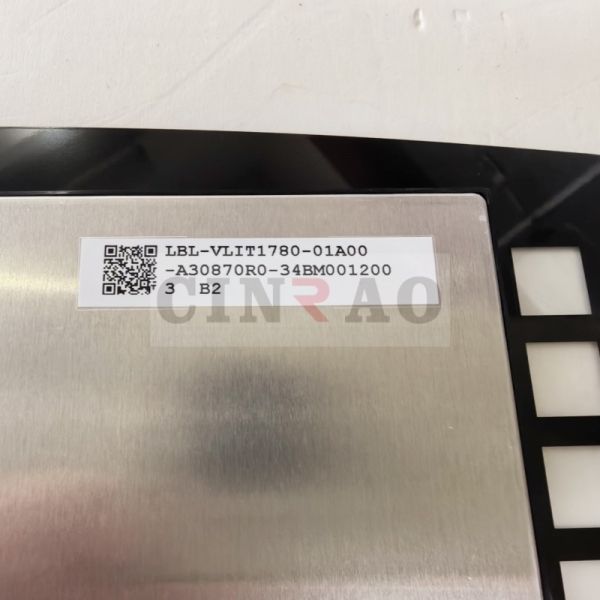 LBL-VLIT1780-01A00
-A30870R0-34BM001200
3 B2
CINRAO